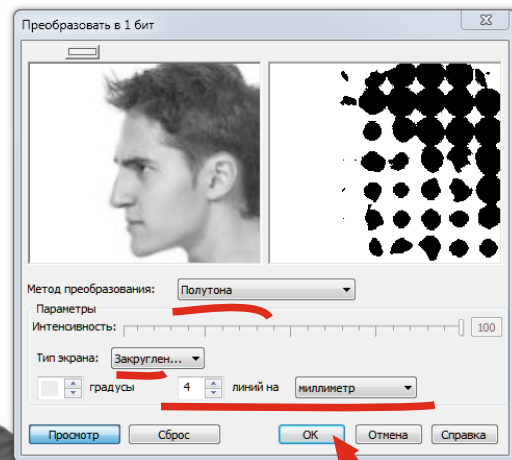 Преобразовать в 1 бит
Метод преобразования: Полутона
Параметры
Интенсивность: 100
Тип экрана: Закруглен...
градусы 4 линий на миллиметр
Просмотр Сброс ОК Отмена Справка